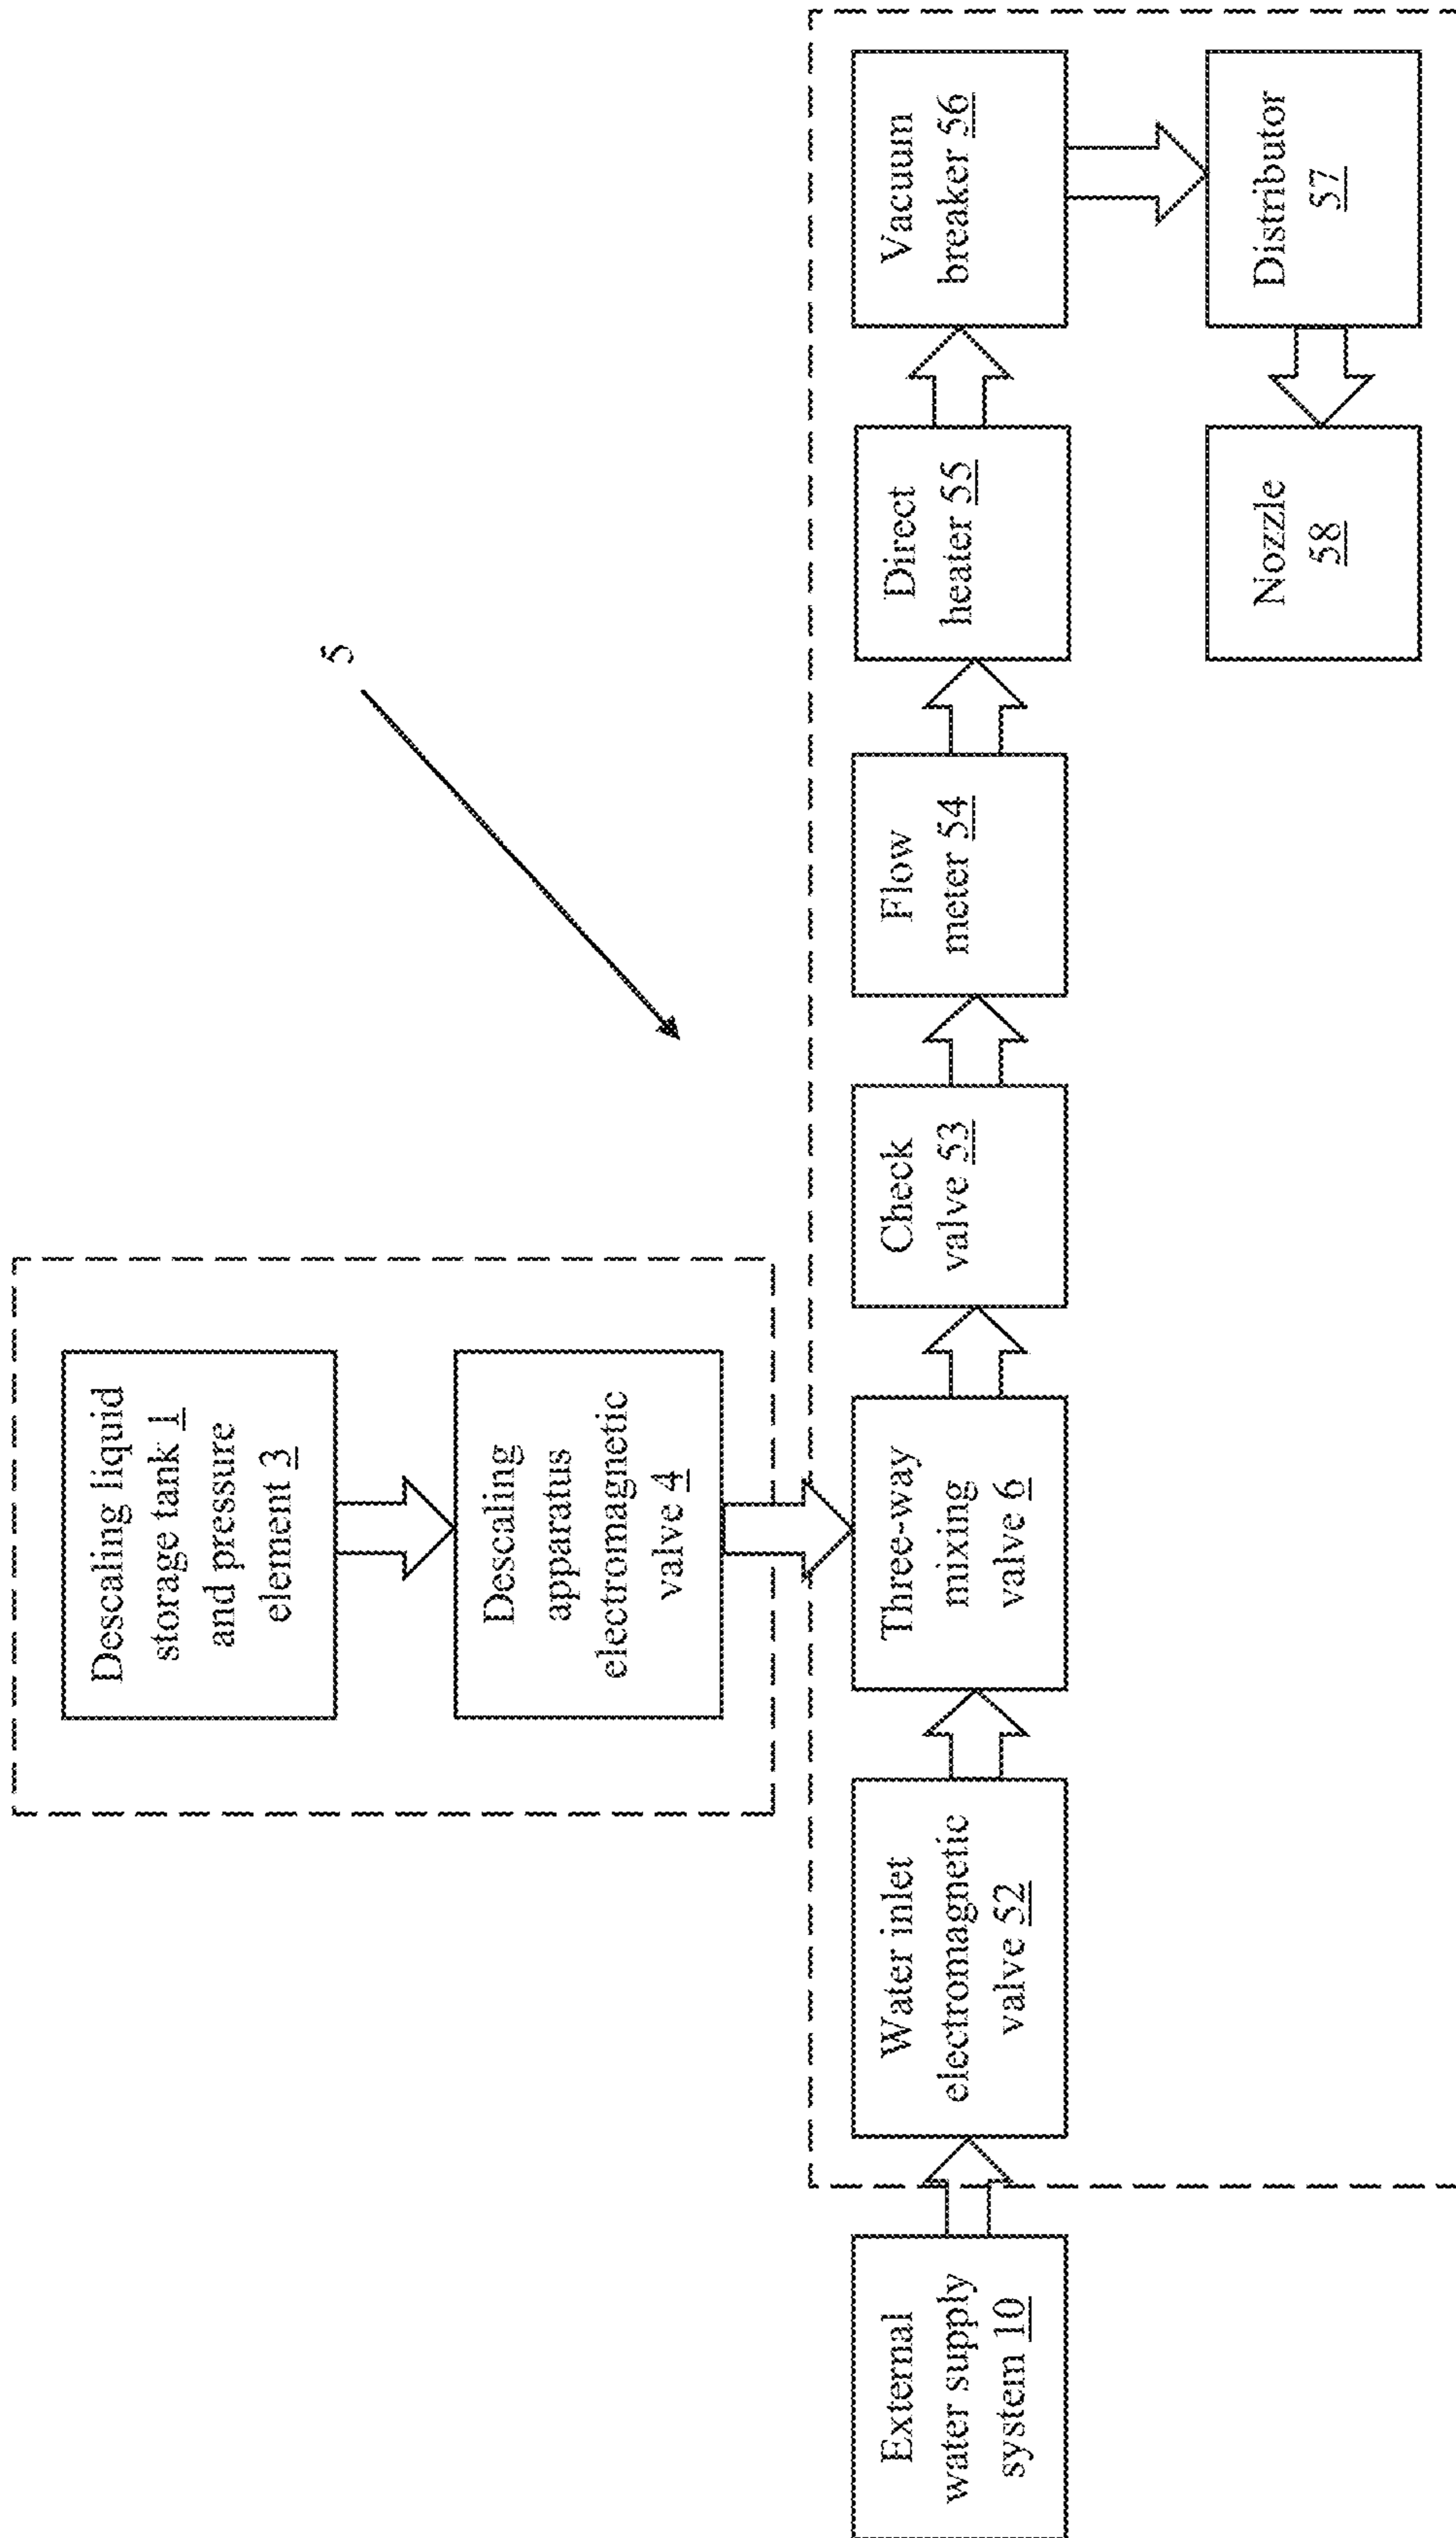 5
Descaling liquid
storage tank 1
and pressure
element 3
Descaling
apparatus
electromagnetic
valve 4
External
water supply
system 10
Water inlet
electromagnetic
valve 52
Three-way
mixing
valve 6
Check
valve 53
Flow
meter 54
Direct
heater 55
Vacuum
breaker 56
Nozzle
58
Distributor
57